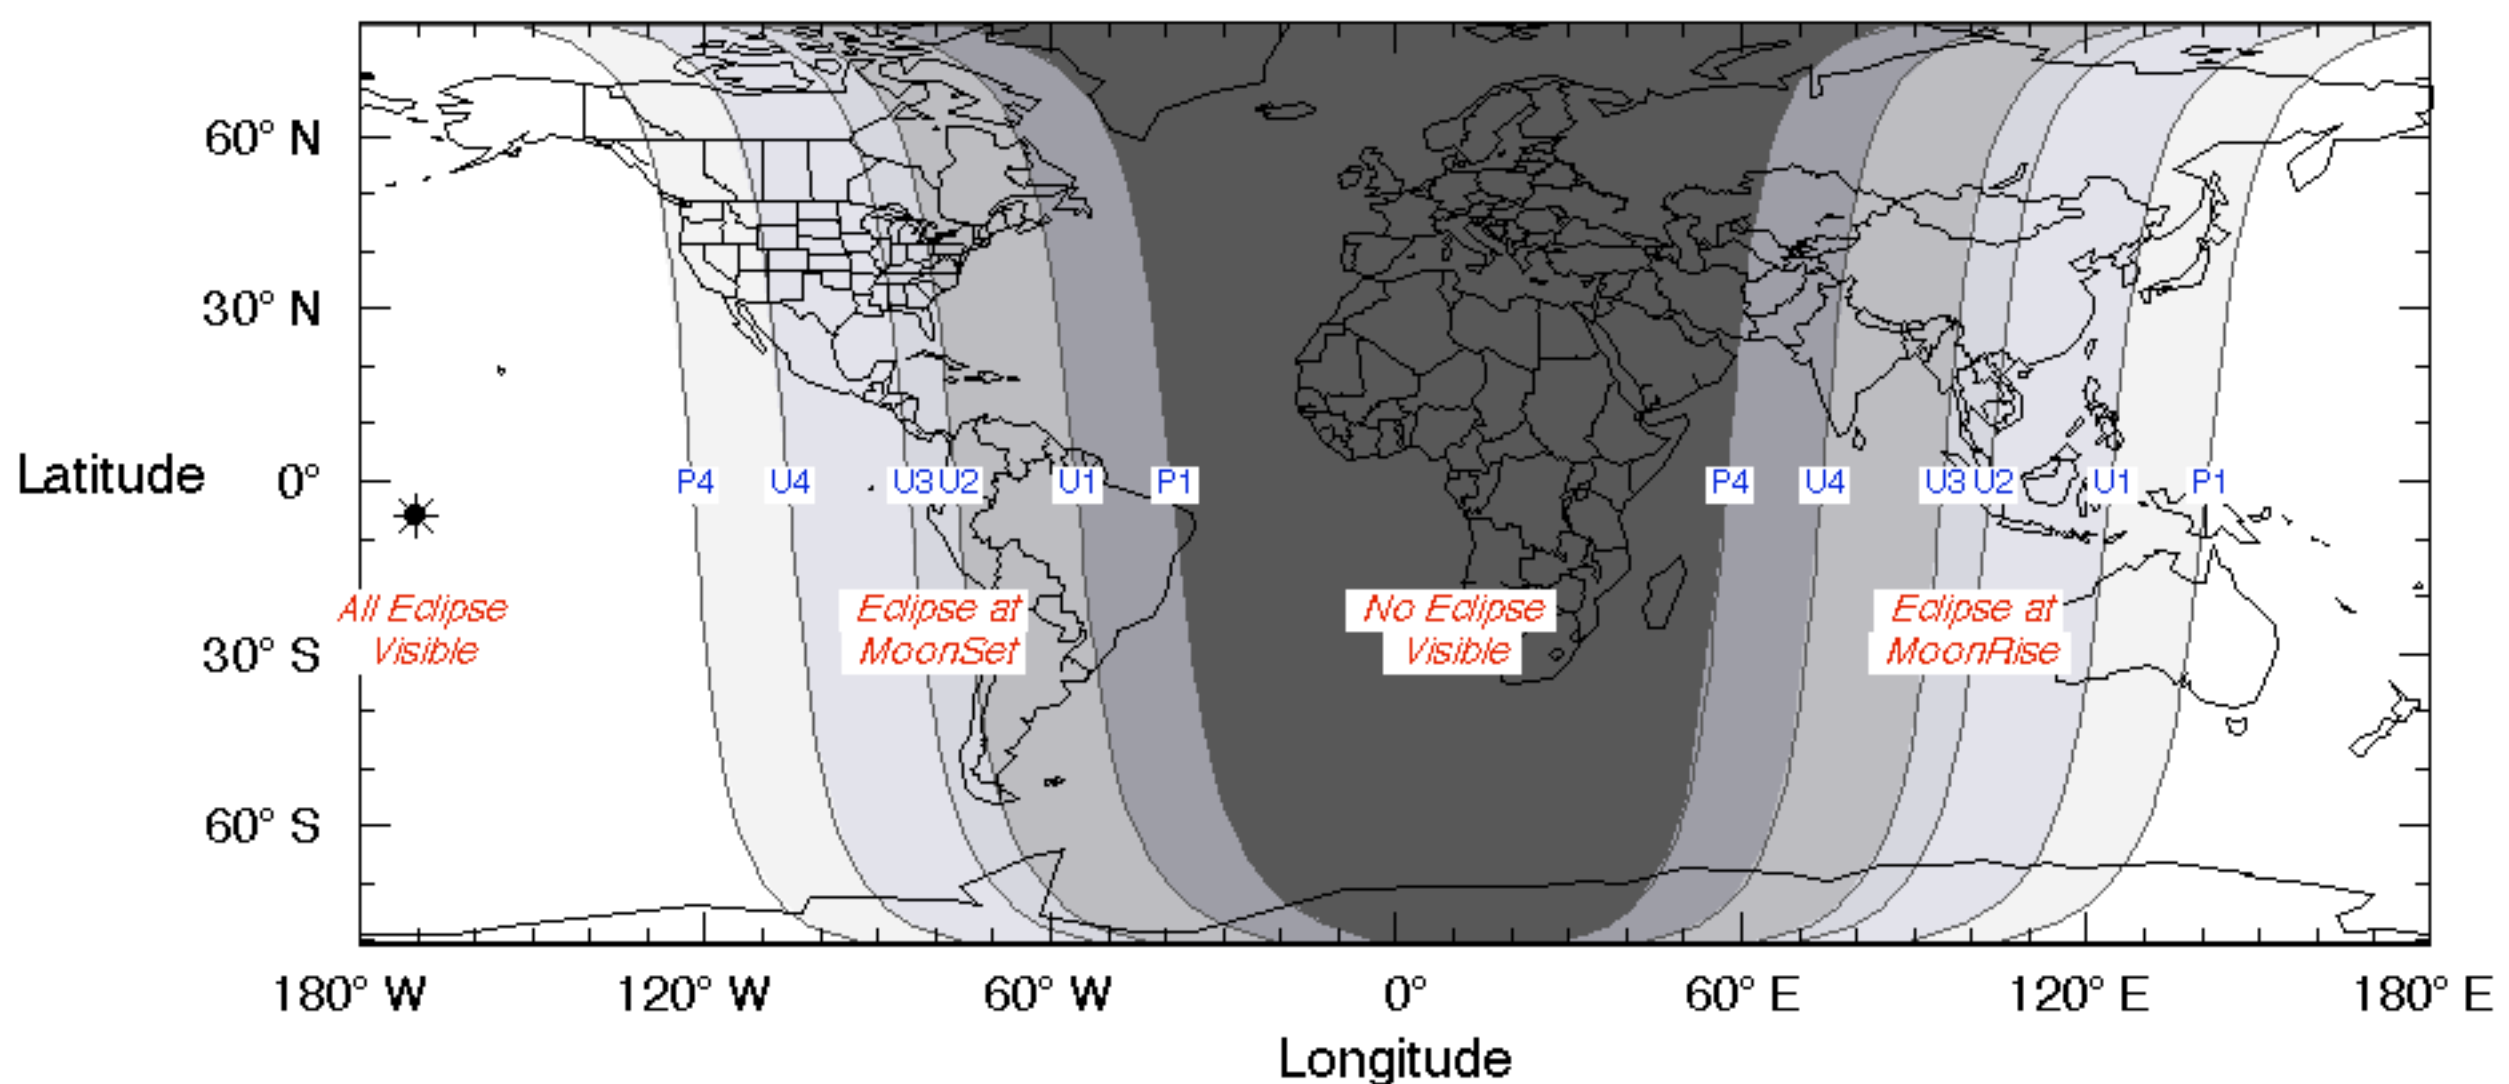 60° N
30° N
Latitude 0°
30° S
60° S
P4 U4 U3 U2 U1 P1 P4 U4 U3 U2 U1 P1
All Eclipse
Visible
Eclipse at
MoonSet
No Eclipse
Visible
Eclipse at
MoonRise
180° W 120° W 60° W 0° 60° E 120° E 180° E
Longitude